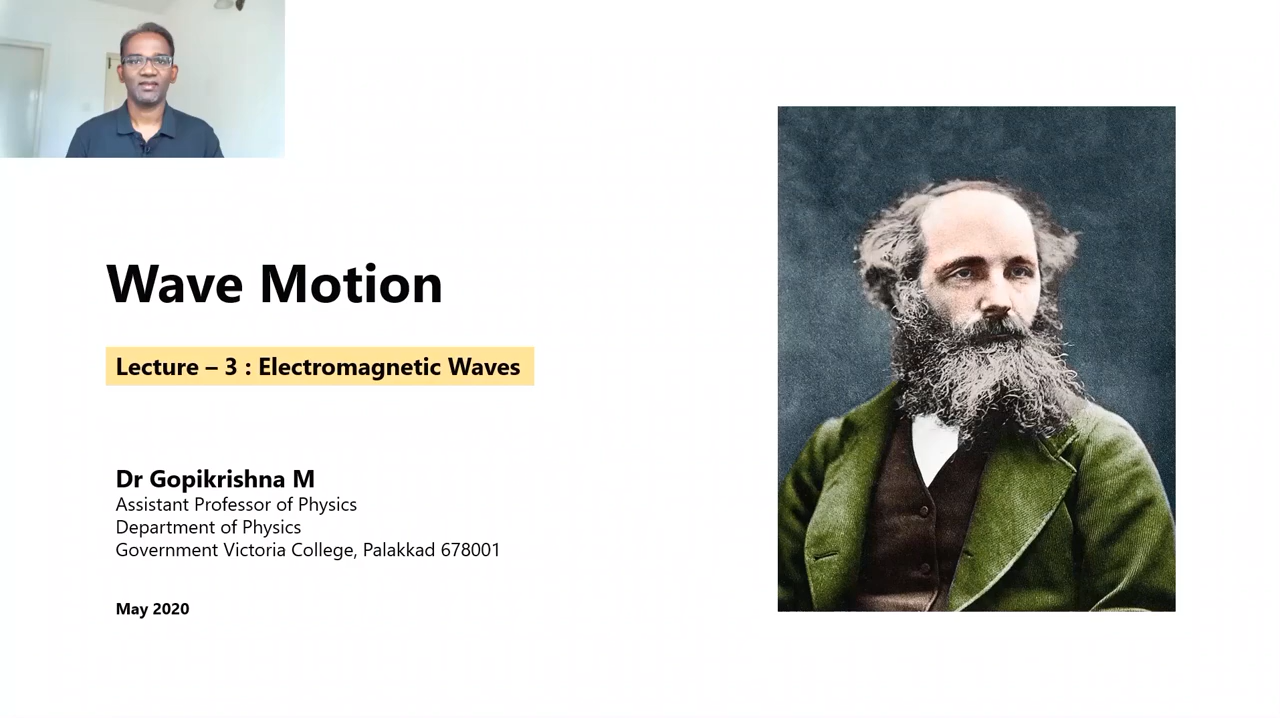 Wave Motion
Lecture – 3 : Electromagnetic Waves
Dr Gopikrishna M
Assistant Professor of Physics
Department of Physics
Government Victoria College, Palakkad 678001
May 2020